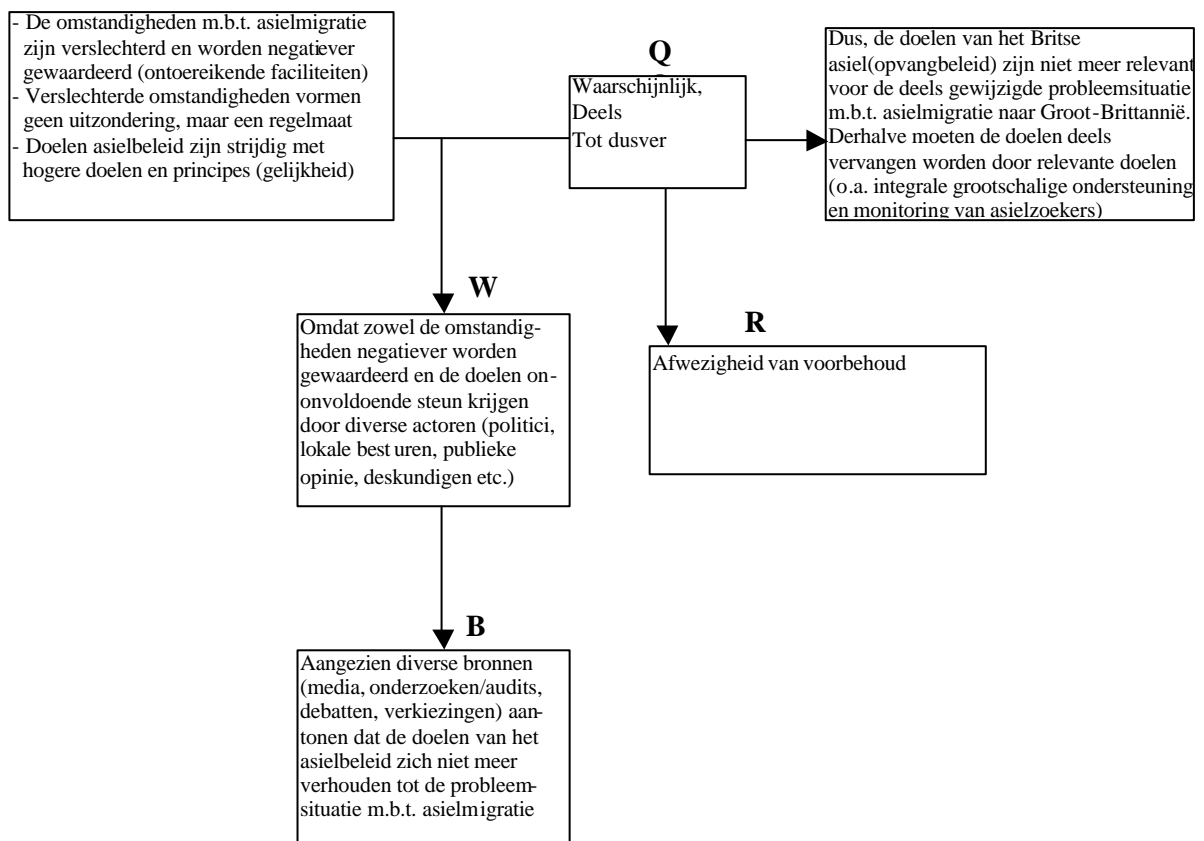 - De omstandigheden m.b.t. asielmigratie
zijn verslechterd en worden negatiever
gewaardeerd (ontoereikende faciliteiten)
- Verslechterde omstandigheden vormen
geen uitzondering, maar een regelmaat
- Doelen asielbeleid zijn strijdig met
hogere doelen en principes (gelijkheid)
Q
Waarschijnlijk,
Deels
Tot dusver
Dus, de doelen van het Britse
asiel(opvangbeleid) zijn niet meer relevant
voor de deels gewijzigde probleemsituatie
m.b.t. asielmigratie naar Groot-Brittannië.
Derhalve moeten de doelen deels
vervangen worden door relevante doelen
(o.a. integrale grootschalige ondersteuning
en monitoring van asielzoekers)
W
Omdat zowel de omstandig-
heden negatiever worden
gewaardeerd en de doelen on-
onvoldoende steun krijgen
door diverse actoren (politici,
lokale best uren, publieke
opinie, deskundigen etc.)
R
Afwezigheid van voorbehoud
B
Aangezien diverse bronnen
(media, onderzoeken/audits,
debatten, verkiezingen) aan-
tonen dat de doelen van het
asielbeleid zich niet meer
verhouden tot de probleem-
situatie m.b.t. asielmigratie